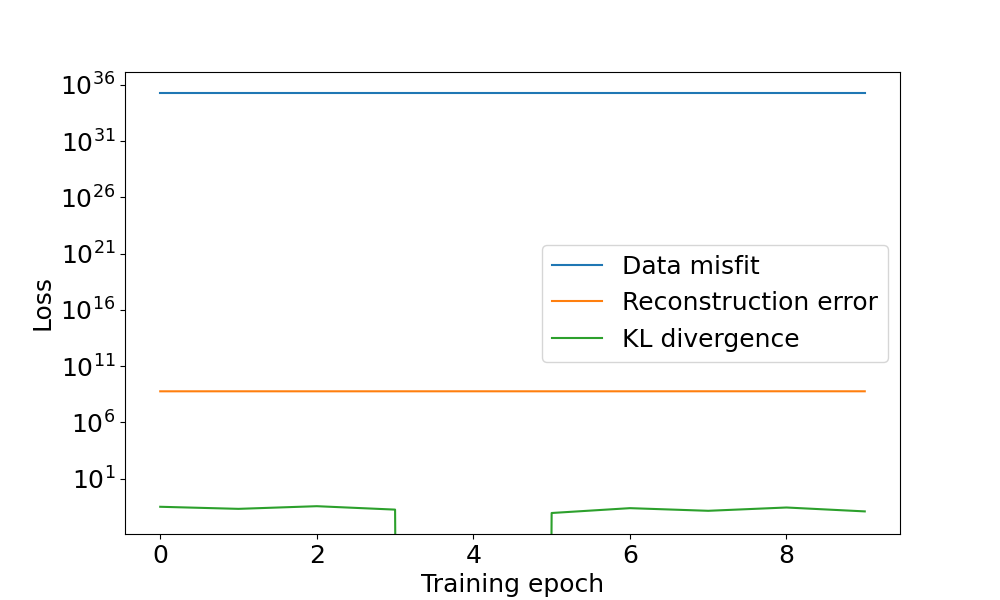 10^36
10^31
10^26
10^21
10^16
10^11
10^6
10^1
Loss
Data misfit
Reconstruction error
KL divergence
0 2 4 6 8
Training epoch